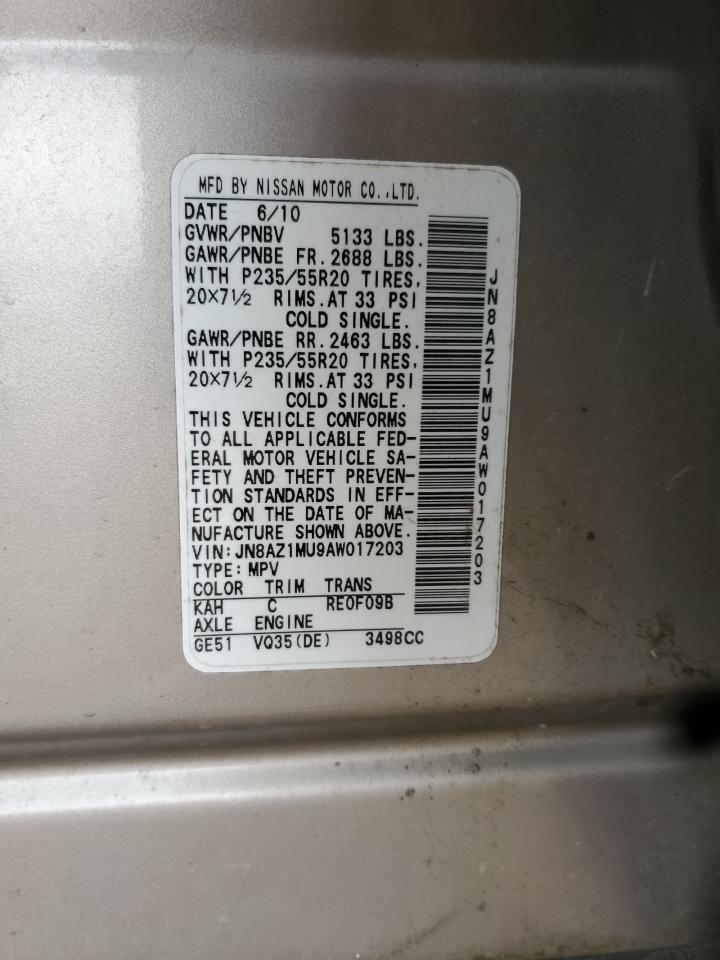 MFD BY NISSAN MOTOR CO.,LTD.
DATE 6/10
GVWR/PNBV 5133 LBS.
GAWR/PNBE FR. 2688 LBS.
WITH P235/55R20 TIRES,
20×7½ RIMS. AT 33 PSI
COLD SINGLE.
GAWR/PNBE RR. 2463 LBS.
WITH P235/55R20 TIRES,
20×7½ RIMS. AT 33 PSI
COLD SINGLE.
THIS VEHICLE CONFORMS
TO ALL APPLICABLE FED-
ERAL MOTOR VEHICLE SA-
FETY AND THEFT PREVEN-
TION STANDARDS IN EFF-
ECT ON THE DATE OF MA-
NUFACTURE SHOWN ABOVE.
VIN: JN8AZ1MU9AW017203
TYPE: MPV
COLOR TRIM TRANS
KAH C RE0F09B
AXLE ENGINE
GE51 VQ35(DE) 3498CC
JN8AZ1MU9AW017203